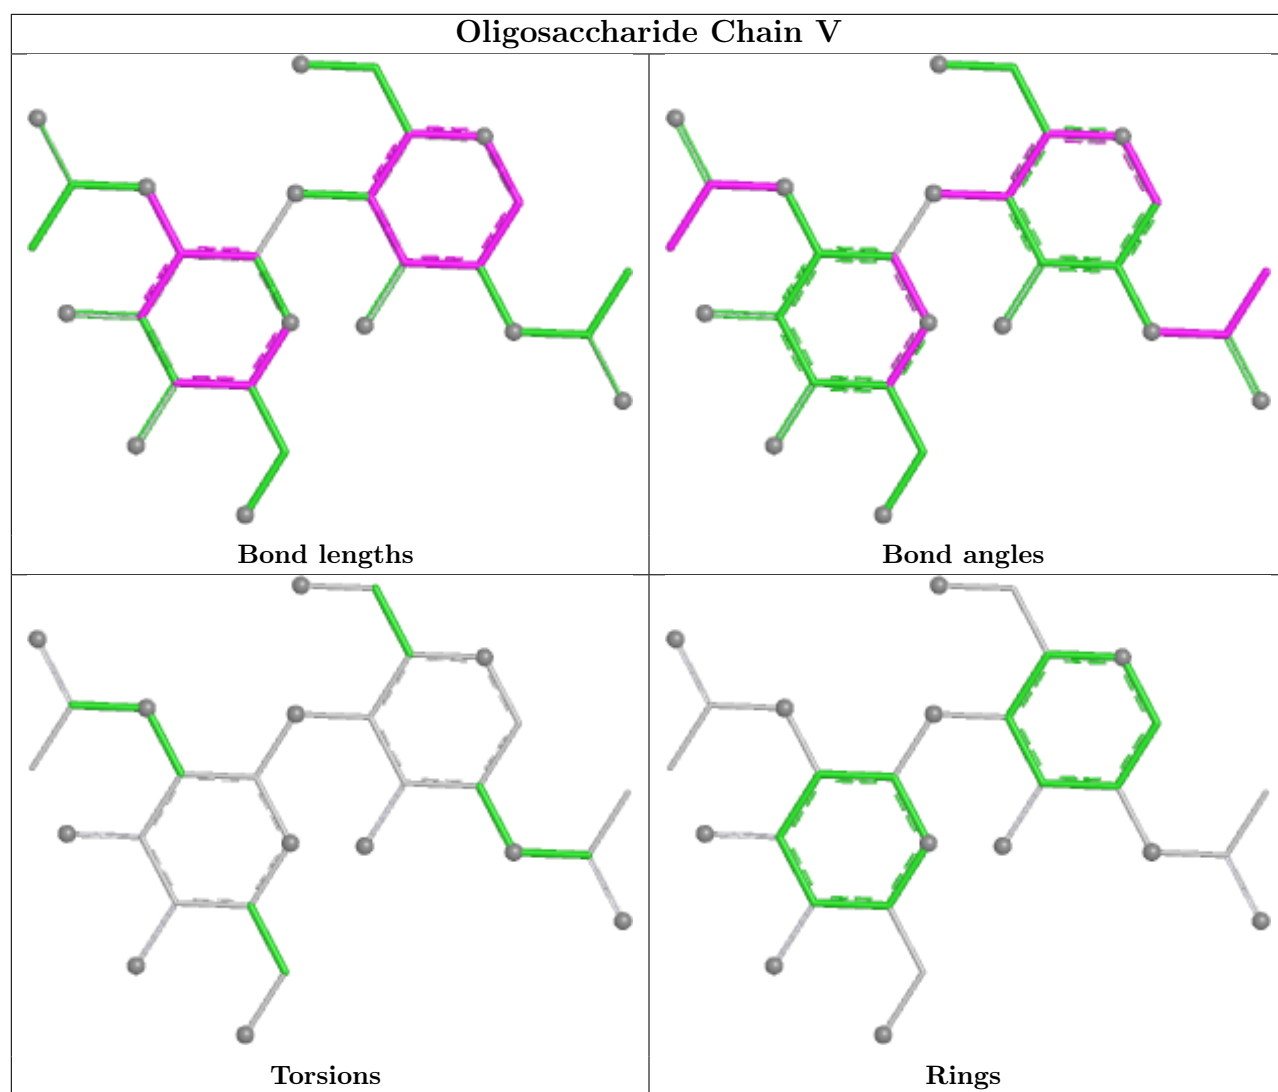 Oligosaccharide Chain V
Bond lengths
Bond angles
Torsions
Rings